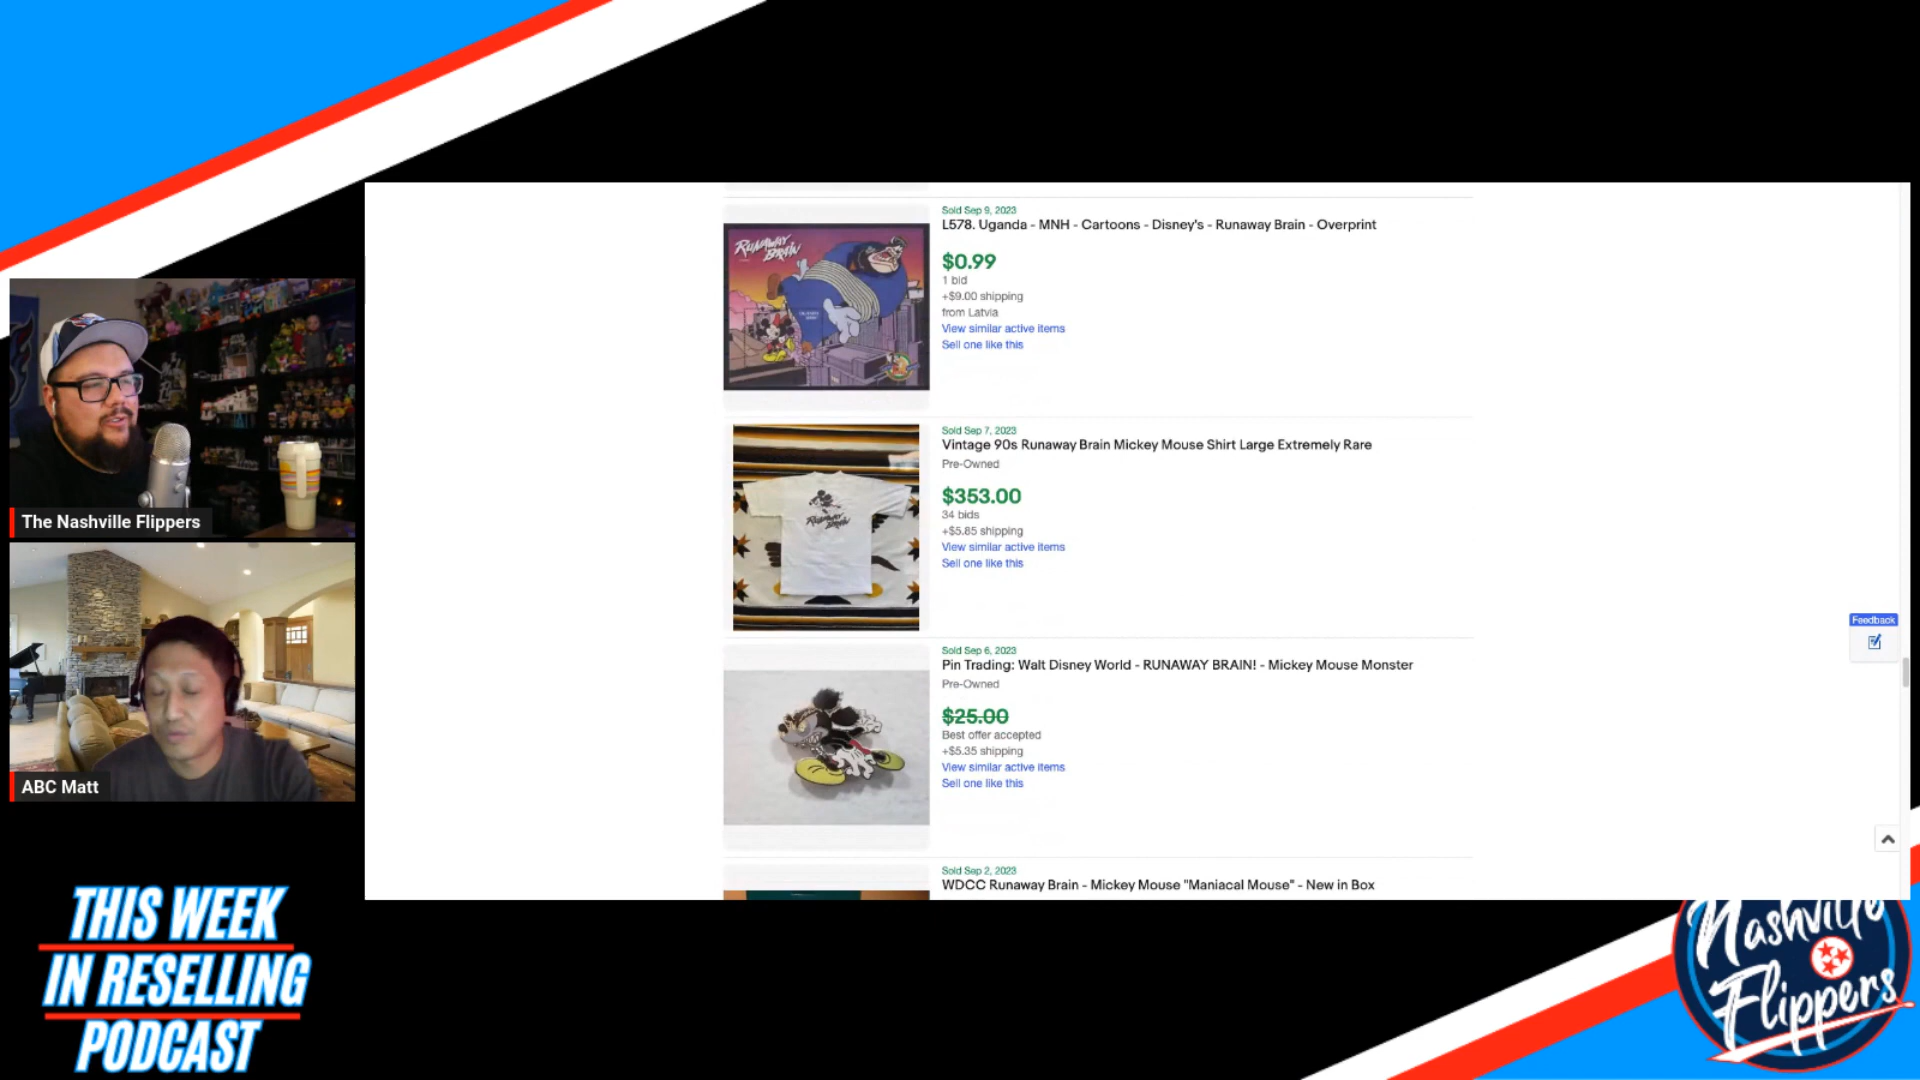 Sold Sep 9, 2023
L578. Uganda - MNH - Cartoons - Disney's - Runaway Brain - Overprint
$0.99
1 bid
+$9.00 shipping
from Latvia
View similar active items
Sell one like this
RUNAWAY
BRAIN
Sold Sep 7, 2023
Vintage 90s Runaway Brain Mickey Mouse Shirt Large Extremely Rare
Pre-Owned
$353.00
34 bids
+$5.85 shipping
View similar active items
Sell one like this
RUNAWAY
BRAIN
Sold Sep 6, 2023
Pin Trading: Walt Disney World - RUNAWAY BRAIN! - Mickey Mouse Monster
Pre-Owned
$25.00
Best offer accepted
+$5.35 shipping
View similar active items
Sell one like this
Sold Sep 2, 2023
WDCC Runaway Brain - Mickey Mouse "Maniacal Mouse" - New in Box
Feedback
The Nashville Flippers
ABC Matt
THIS WEEK
IN RESELLING
PODCAST
Nashville
Flippers